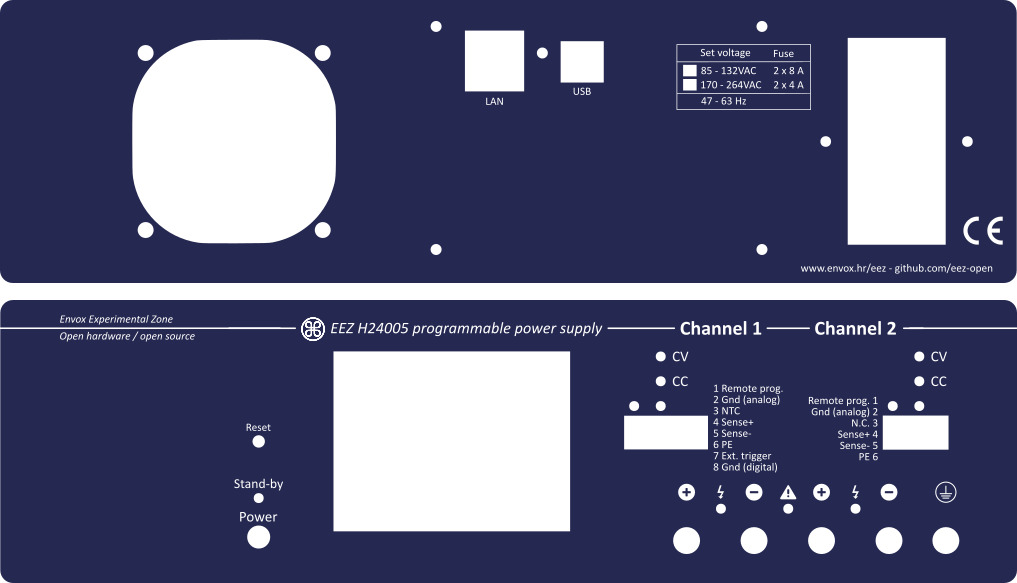 LAN
USB
Set voltage Fuse
85 - 132VAC 2 x 8 A
170 - 264VAC 2 x 4 A
47 - 63 Hz
CE
www.envox.hr/eez - github.com/eez-open
Envox Experimental Zone
Open hardware / open source
EEZ H24005 programmable power supply
Channel 1
Channel 2
CV
CC
1 Remote prog.
2 Gnd (analog)
3 NTC
4 Sense+
5 Sense-
6 PE
7 Ext. trigger
8 Gnd (digital)
CV
CC
Remote prog. 1
Gnd (analog) 2
N.C. 3
Sense+ 4
Sense- 5
PE 6
Reset
Stand-by
Power